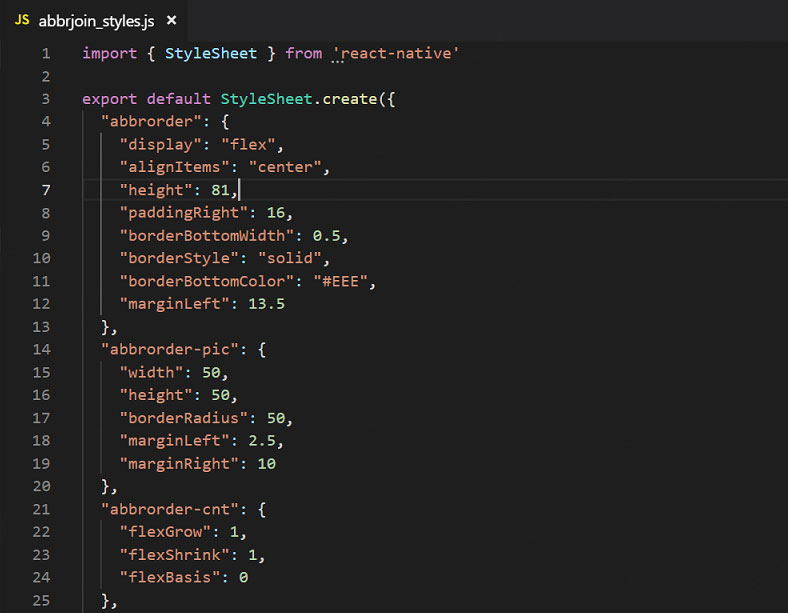 JS abbrjoin_styles.js ×
1 import { StyleSheet } from 'react-native'
2
3 export default StyleSheet.create({
4 "abbrorder": {
5 "display": "flex",
6 "alignItems": "center",
7 "height": 81,
8 "paddingRight": 16,
9 "borderBottomWidth": 0.5,
10 "borderStyle": "solid",
11 "borderBottomColor": "#EEE",
12 "marginLeft": 13.5
13 },
14 "abbrorder-pic": {
15 "width": 50,
16 "height": 50,
17 "borderRadius": 50,
18 "marginLeft": 2.5,
19 "marginRight": 10
20 },
21 "abbrorder-cnt": {
22 "flexGrow": 1,
23 "flexShrink": 1,
24 "flexBasis": 0
25 },